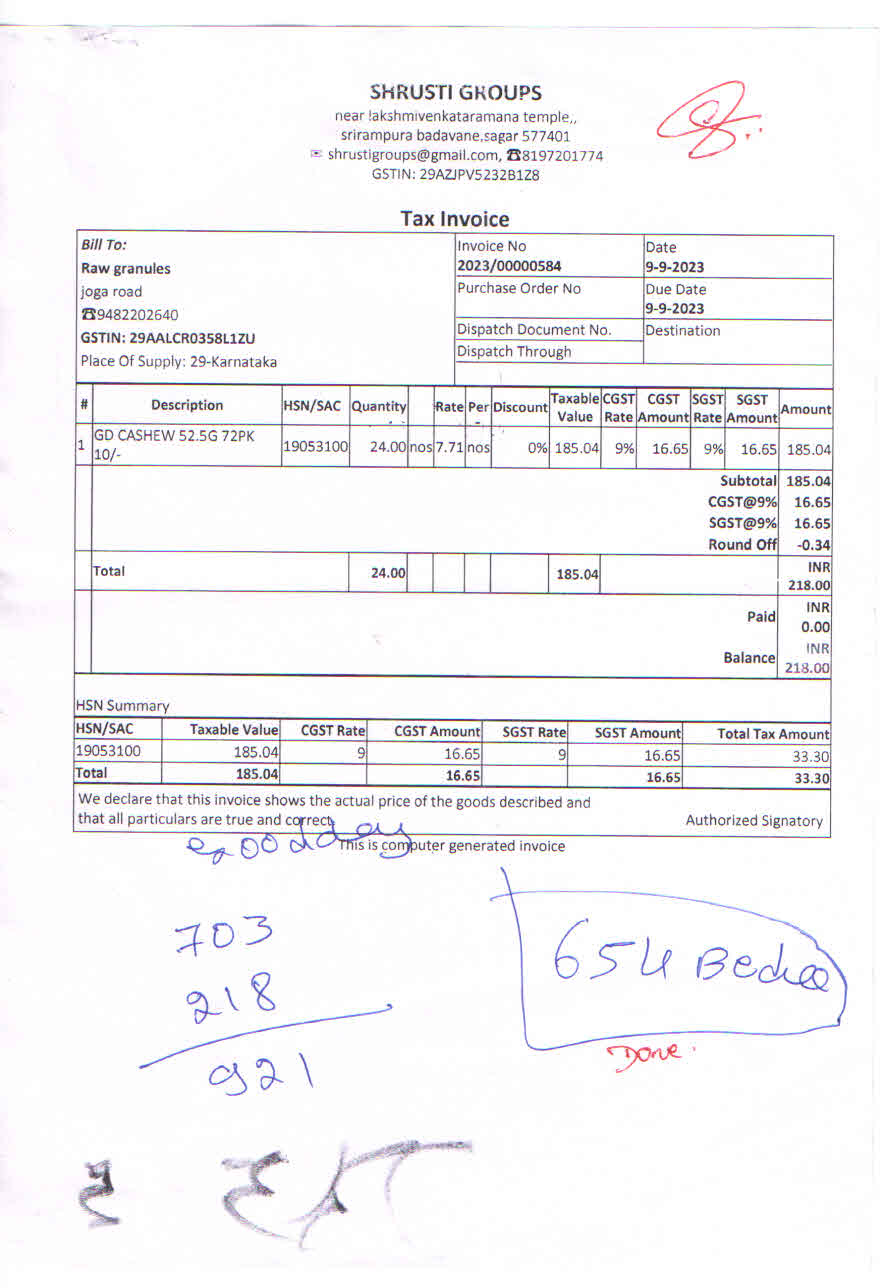 SHRUSTI GROUPS
near lakshmivenkataramana temple,,
srirampura badavane,sagar 577401
✉ shrustigroups@gmail.com, ☎8197201774
GSTIN: 29AZJPV5232B1Z8
Tax Invoice
Bill To:
Raw granules
joga road
☎9482202640
GSTIN: 29AALCR0358L1ZU
Place Of Supply: 29-Karnataka
Invoice No
2023/00000584
Date
9-9-2023
Purchase Order No
Due Date
9-9-2023
Dispatch Document No.
Destination
Dispatch Through
# Description HSN/SAC Quantity Rate Per Discount Taxable Value CGST Rate CGST Amount SGST Rate SGST Amount Amount
1 GD CASHEW 52.5G 72PK 10/- 19053100 24.00 nos 7.71 nos 0% 185.04 9% 16.65 9% 16.65 185.04
Subtotal 185.04
CGST@9% 16.65
SGST@9% 16.65
Round Off -0.34
Total 24.00 185.04 INR 218.00
Paid INR 0.00
Balance INR 218.00
HSN Summary
HSN/SAC Taxable Value CGST Rate CGST Amount SGST Rate SGST Amount Total Tax Amount
19053100 185.04 9 16.65 9 16.65 33.30
Total 185.04 16.65 16.65 33.30
We declare that this invoice shows the actual price of the goods described and
that all particulars are true and correct
Authorized Signatory
This is computer generated invoice
703
218
921
654
Done.